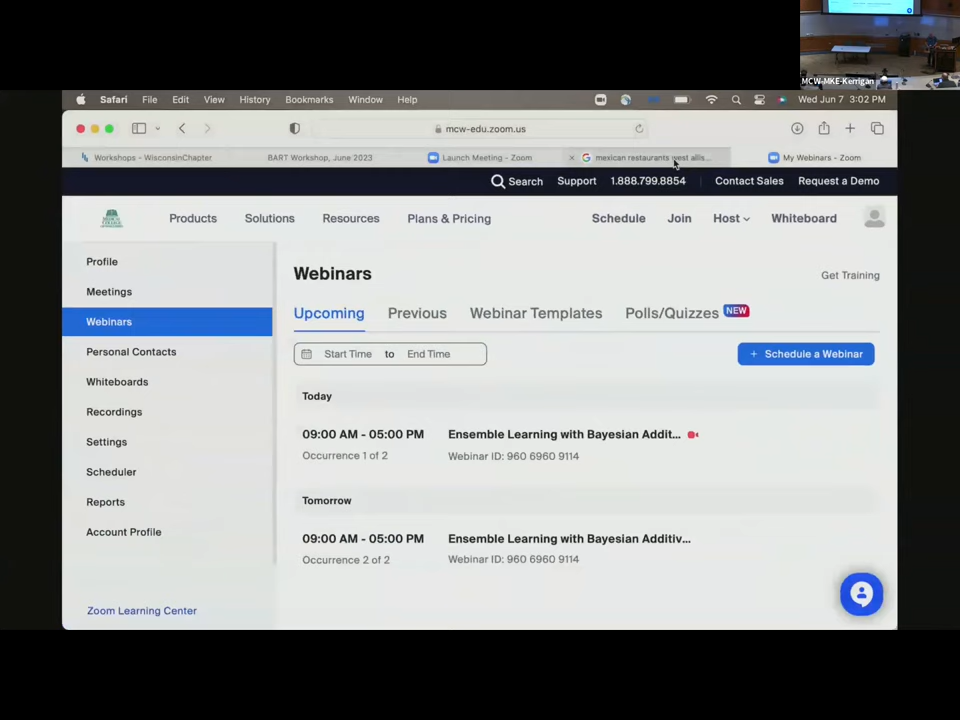 MCW-MKE-Kerrigan
Safari File Edit View History Bookmarks Window Help Wed Jun 7 3:02 PM
mcw-edu.zoom.us
Workshops - WisconsinChapter BART Workshop, June 2023 Launch Meeting - Zoom mexican restaurants west allis... My Webinars - Zoom
Search Support 1.888.799.8854 Contact Sales Request a Demo
Products Solutions Resources Plans & Pricing Schedule Join Host Whiteboard
Profile
Meetings
Webinars
Personal Contacts
Whiteboards
Recordings
Settings
Scheduler
Reports
Account Profile
Zoom Learning Center
Webinars
Get Training
Upcoming Previous Webinar Templates Polls/Quizzes NEW
Start Time to End Time
+ Schedule a Webinar
Today
09:00 AM - 05:00 PM Ensemble Learning with Bayesian Addit...
Occurrence 1 of 2 Webinar ID: 960 6960 9114
Tomorrow
09:00 AM - 05:00 PM Ensemble Learning with Bayesian Additiv...
Occurrence 2 of 2 Webinar ID: 960 6960 9114